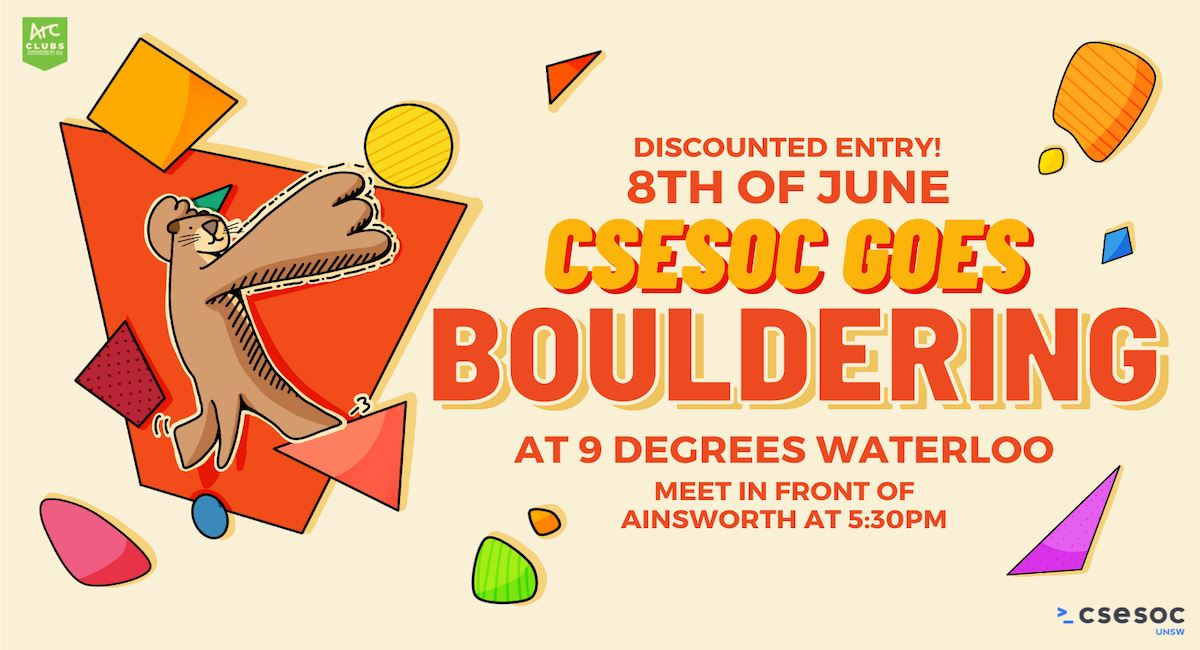 Arc
CLUBS
DISCOUNTED ENTRY!
8TH OF JUNE
CSESOC GOES
BOULDERING
AT 9 DEGREES WATERLOO
MEET IN FRONT OF
AINSWORTH AT 5:30PM
>_csesoc
UNSW